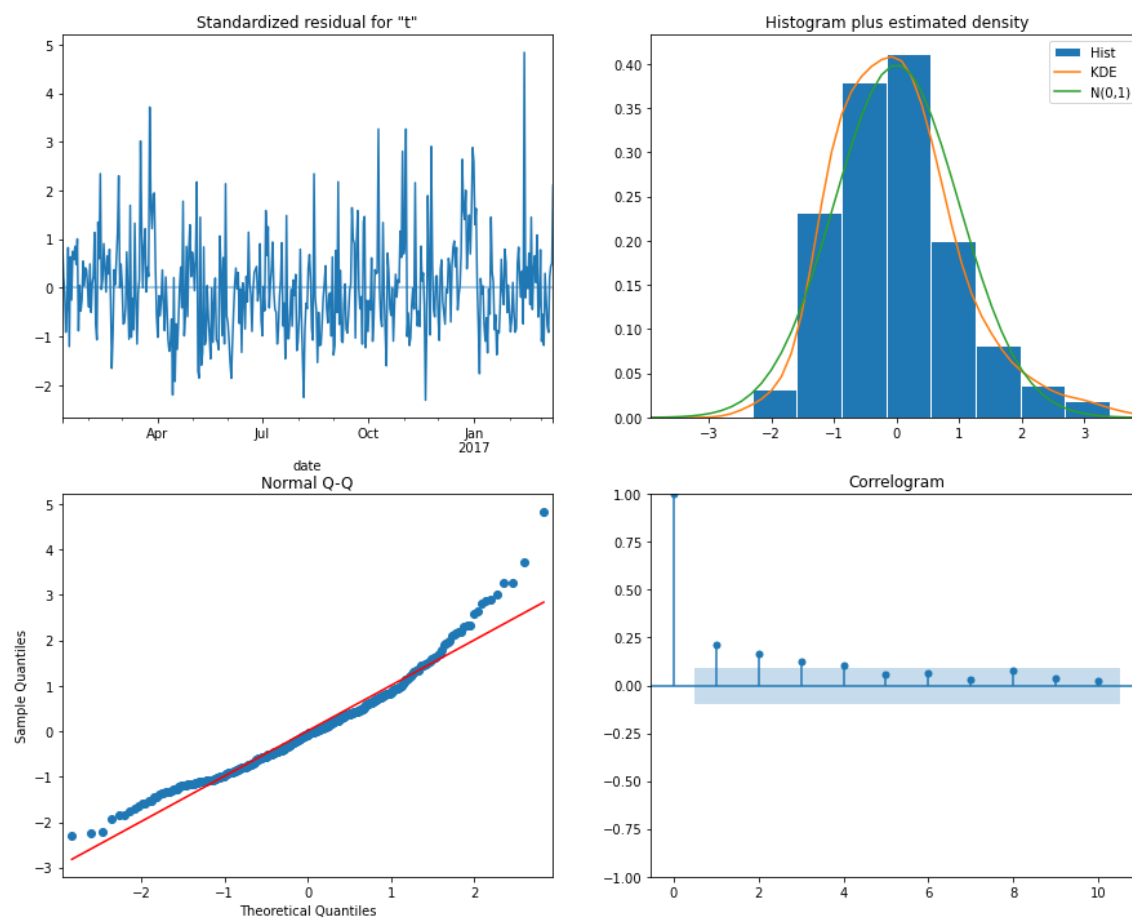 Standardized residual for "t"
5
4
3
2
1
0
−1
−2
Apr
Jul
Oct
Jan
2017
date
Histogram plus estimated density
Hist
KDE
N(0,1)
0.40
0.35
0.30
0.25
0.20
0.15
0.10
0.05
0.00
−3 −2 −1 0 1 2 3
Normal Q-Q
Sample Quantiles
5
4
3
2
1
0
−1
−2
−3
−2 −1 0 1 2
Theoretical Quantiles
Correlogram
1.00
0.75
0.50
0.25
0.00
−0.25
−0.50
−0.75
−1.00
0 2 4 6 8 10